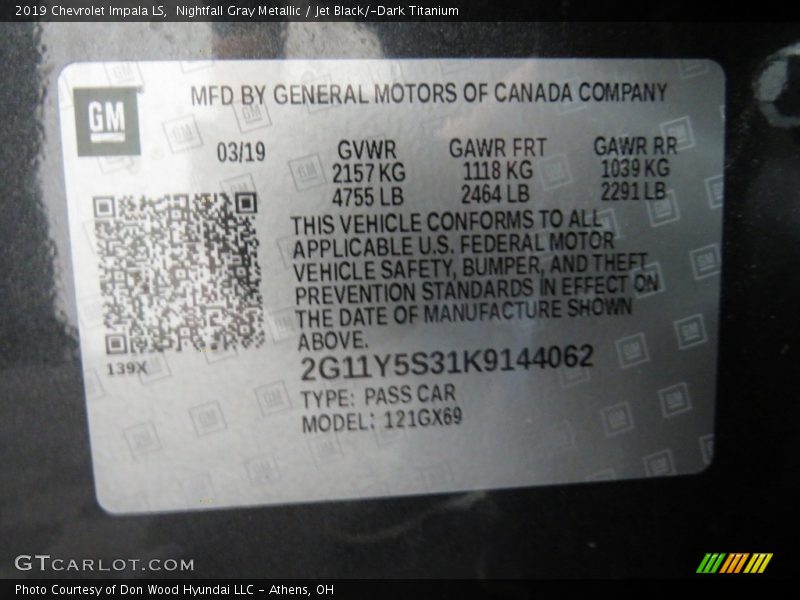 2019 Chevrolet Impala LS,  Nightfall Gray Metallic / Jet Black/­Dark Titanium
GM
MFD BY GENERAL MOTORS OF CANADA COMPANY
03/19
GVWR
2157 KG
4755 LB
GAWR FRT
1118 KG
2464 LB
GAWR RR
1039 KG
2291 LB
THIS VEHICLE CONFORMS TO ALL
APPLICABLE U.S. FEDERAL MOTOR
VEHICLE SAFETY, BUMPER, AND THEFT
PREVENTION STANDARDS IN EFFECT ON
THE DATE OF MANUFACTURE SHOWN
ABOVE.
139X
2G11Y5S31K9144062
TYPE: PASS CAR
MODEL: 121GX69
GTCARLOT.COM
Photo Courtesy of Don Wood Hyundai LLC - Athens, OH